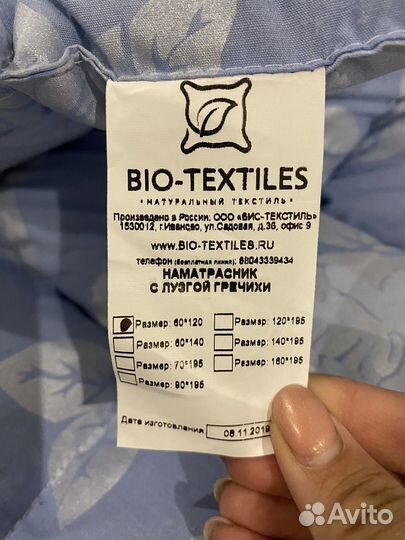 BIO-TEXTILES
• НАТУРАЛЬНЫЙ ТЕКСТИЛЬ •
Произведено в России: ООО «БИС-ТЕКСТИЛЬ»
1530012, г.Иваново, ул.Садовая, д.36, офис 9
WWW.BIO-TEXTILES.RU
телефон (бесплатная линия): 88043339434
НАМАТРАСНИК
С ЛУЗГОЙ ГРЕЧИХИ
Размер: 60*120
Размер: 60*140
Размер: 70*195
Размер: 90*195
Размер: 120*195
Размер: 140*195
Размер: 160*195
Дата изготовления 06.11.2019
Avito